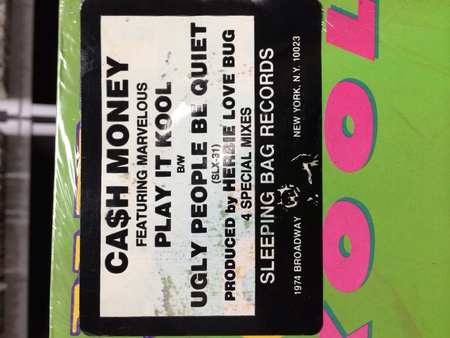 CA$H MONEY
FEATURING MARVELOUS
PLAY IT KOOL
B/W
UGLY PEOPLE BE QUIET
(SLX-31)
PRODUCED by HERBIE LOVE BUG
4 SPECIAL MIXES
SLEEPING BAG RECORDS
1974 BROADWAY NEW YORK, N.Y. 10023
KOOL